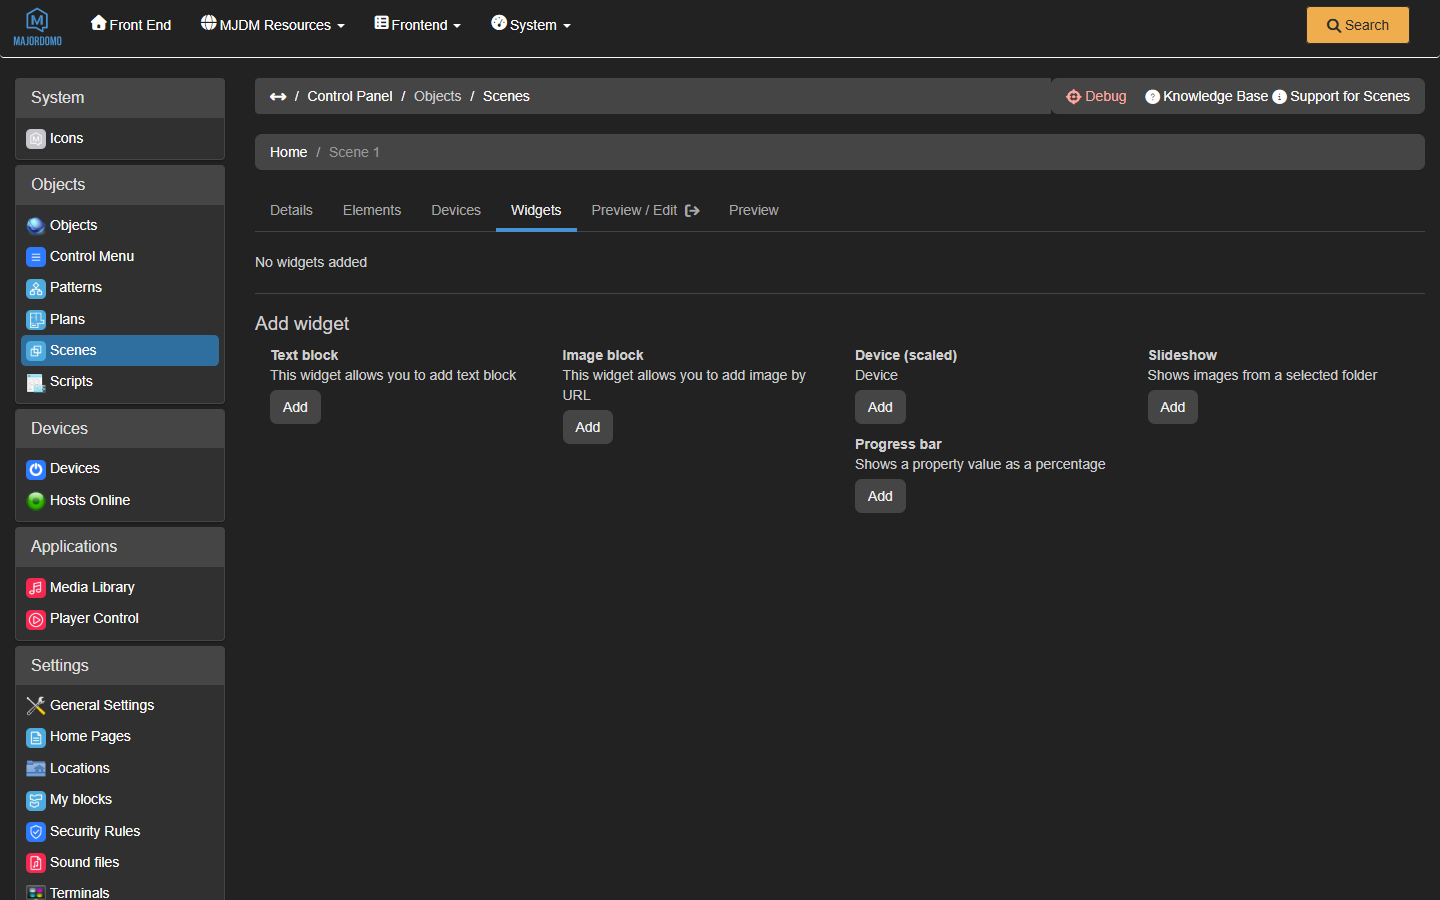 MAJORDOMO
Front End
MJDM Resources
Frontend
System
Search
System
Icons
Objects
Objects
Control Menu
Patterns
Plans
Scenes
Scripts
Devices
Devices
Hosts Online
Applications
Media Library
Player Control
Settings
General Settings
Home Pages
Locations
My blocks
Security Rules
Sound files
Terminals
/ Control Panel / Objects / Scenes
Debug
Knowledge Base
Support for Scenes
Home / Scene 1
Details
Elements
Devices
Widgets
Preview / Edit
Preview
No widgets added
Add widget
Text block
This widget allows you to add text block
Add
Image block
This widget allows you to add image by
URL
Add
Device (scaled)
Device
Add
Progress bar
Shows a property value as a percentage
Add
Slideshow
Shows images from a selected folder
Add